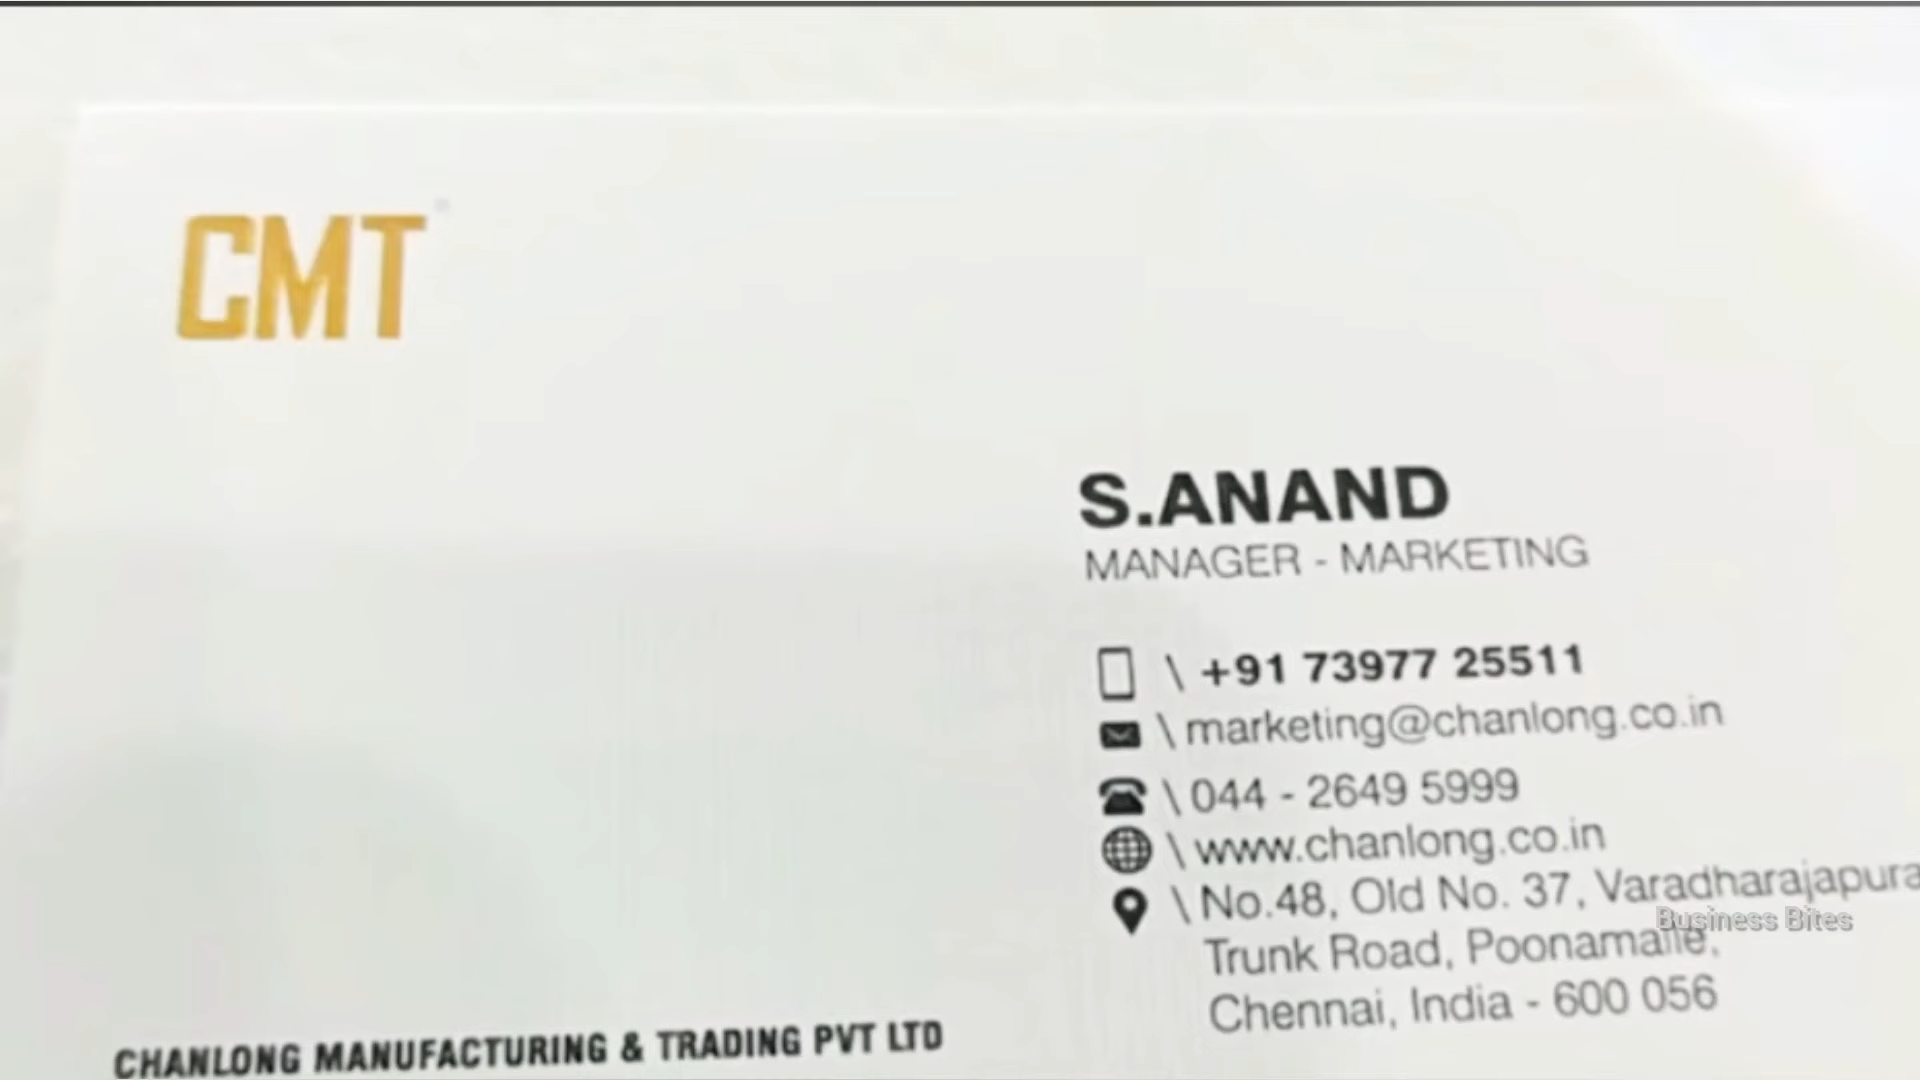 CMT
S.ANAND
MANAGER - MARKETING
\ +91 73977 25511
\ marketing@chanlong.co.in
\ 044 - 2649 5999
\ www.chanlong.co.in
\ No.48, Old No. 37, Varadharajapura
Business Bites
Trunk Road, Poonamalle,
Chennai, India - 600 056
CHANLONG MANUFACTURING & TRADING PVT LTD